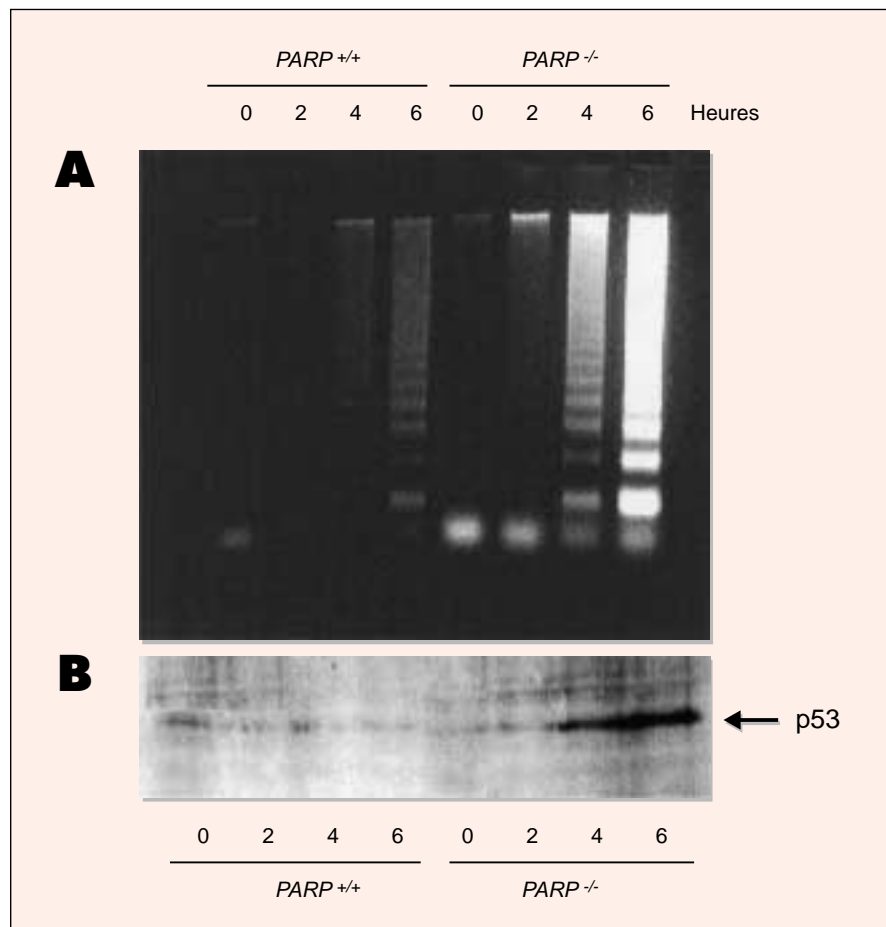 PARP +/+ PARP -/-
0 2 4 6 0 2 4 6 Heures
A
B
p53
0 2 4 6 0 2 4 6
PARP +/+ PARP -/-